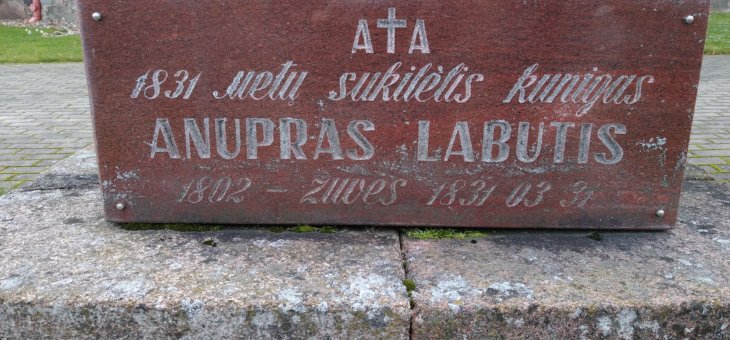 A†A
1831 Metų sukilėlis kunigas
ANUPRAS LABUTIS
1802 – žuvęs 1831 03 31